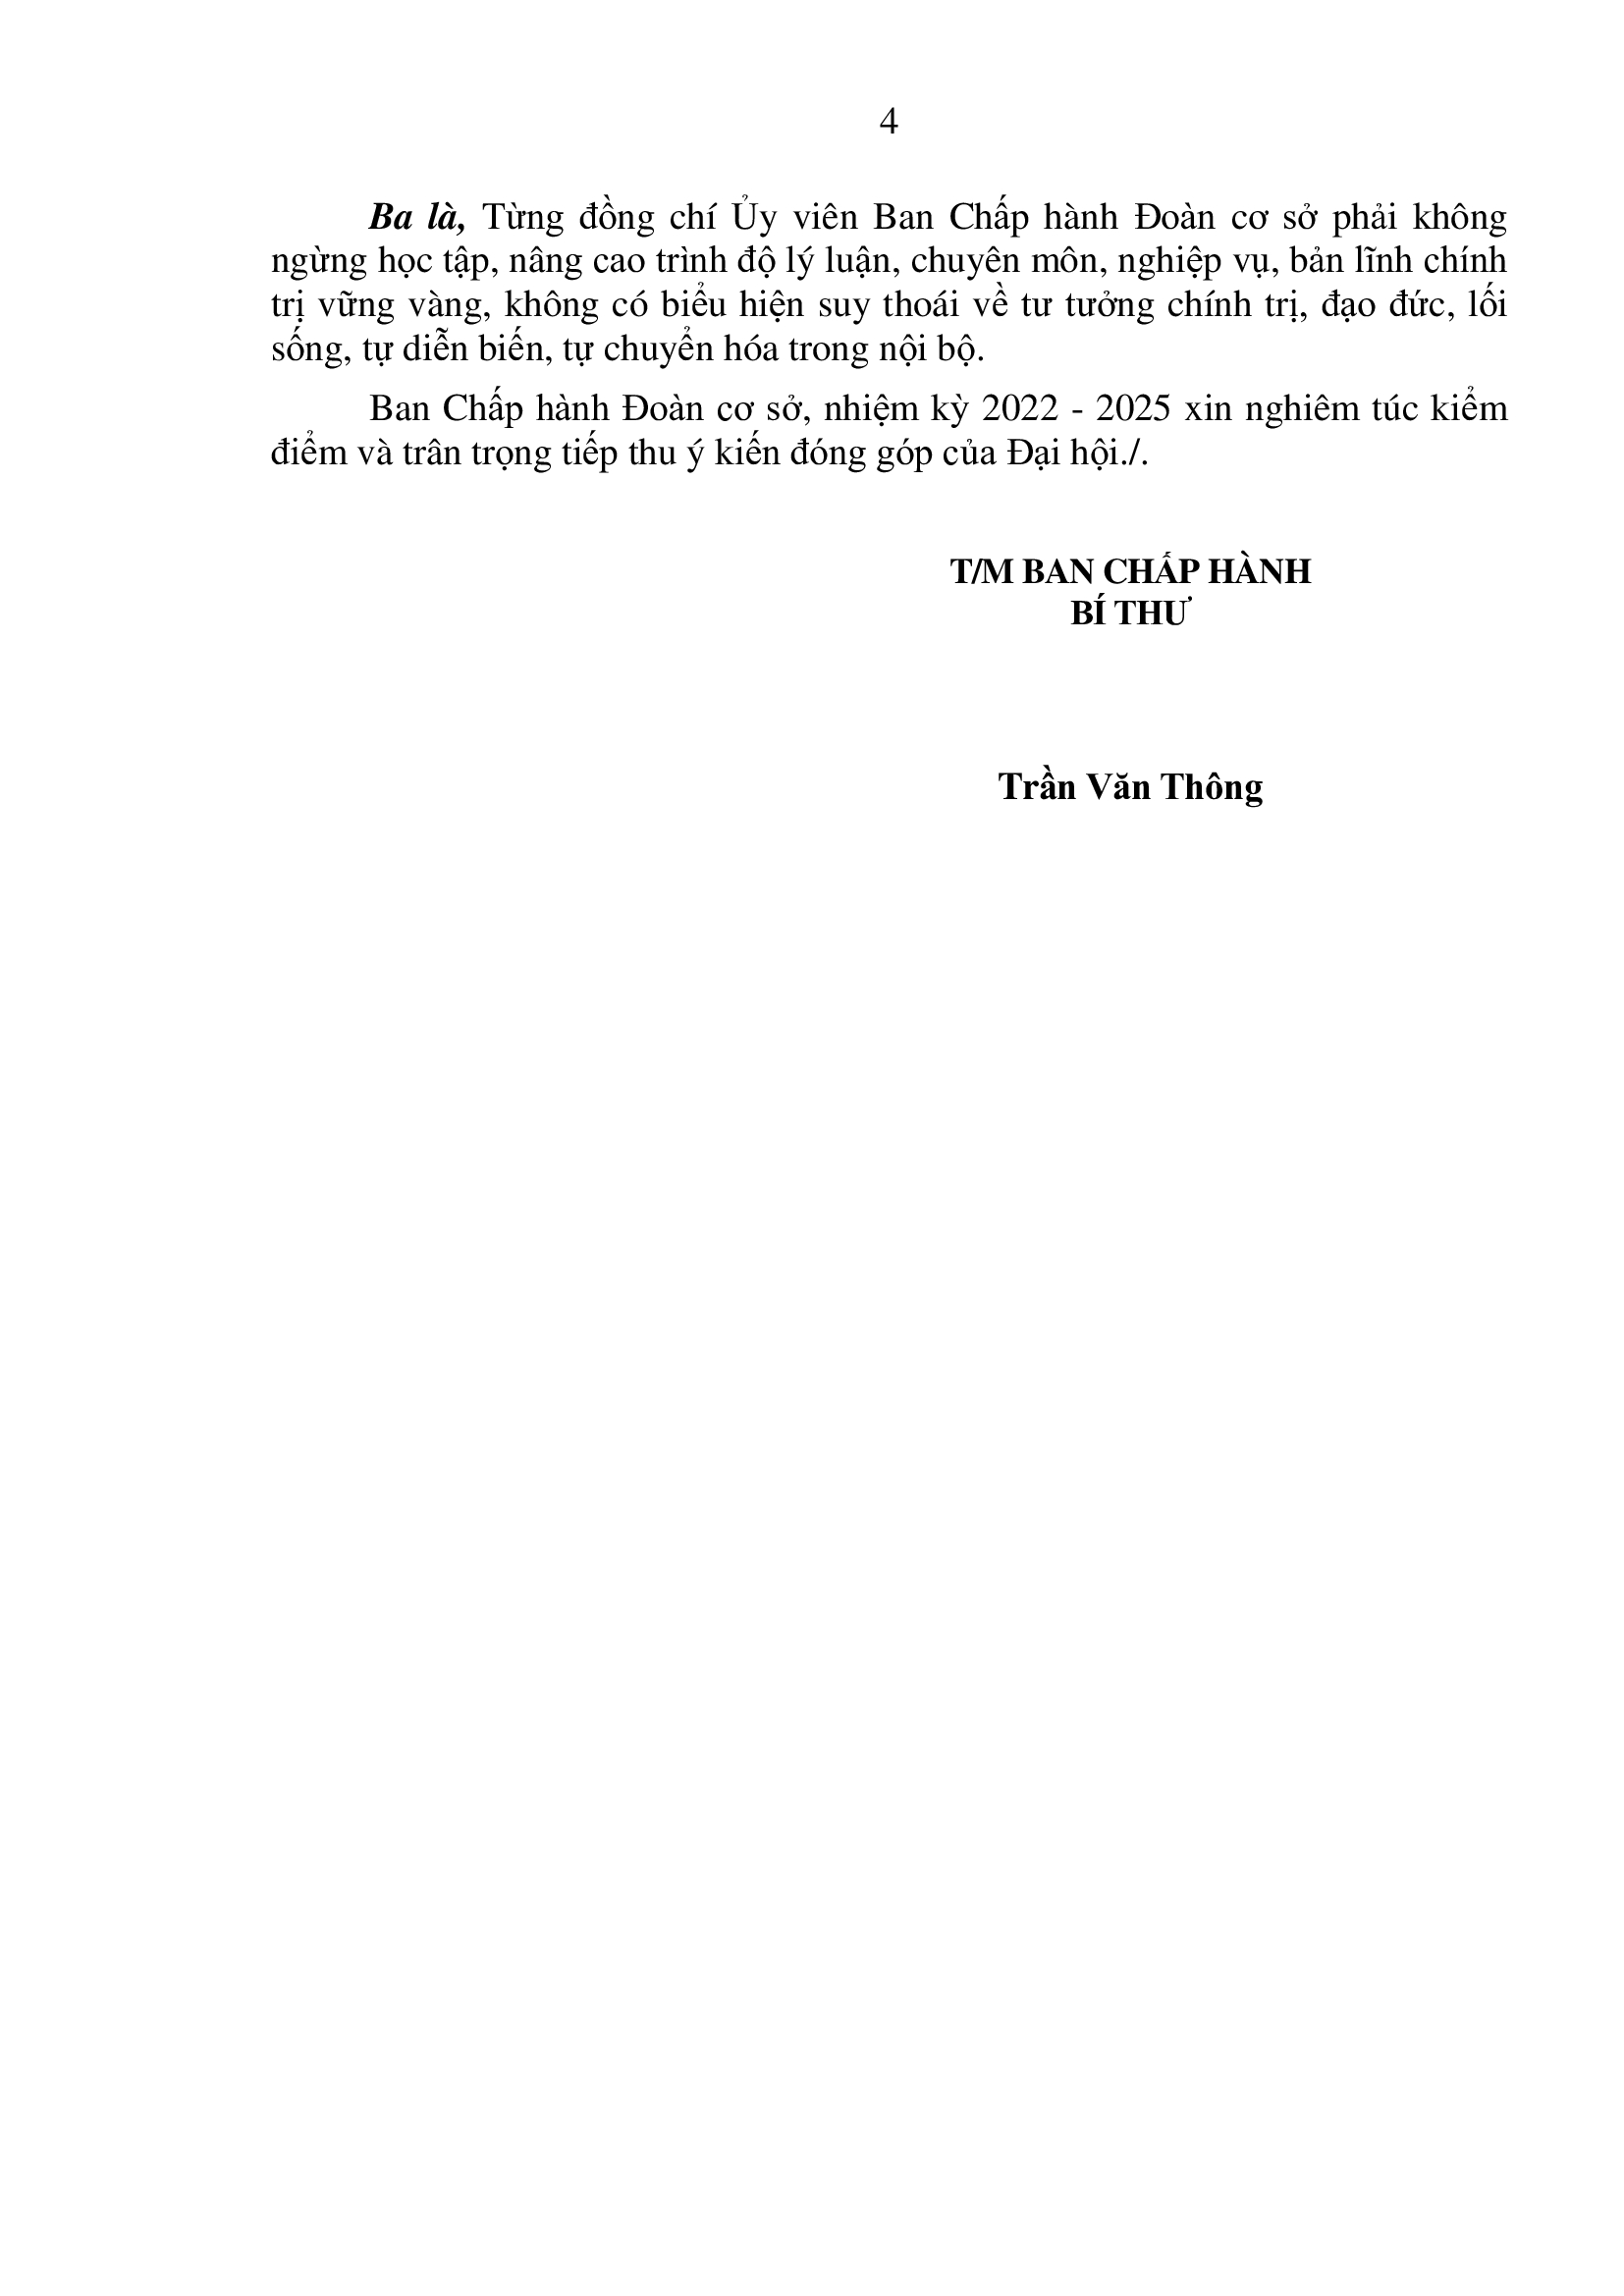 4
Ba là, Từng đồng chí Ủy viên Ban Chấp hành Đoàn cơ sở phải không
ngừng học tập, nâng cao trình độ lý luận, chuyên môn, nghiệp vụ, bản lĩnh chính
trị vững vàng, không có biểu hiện suy thoái về tư tưởng chính trị, đạo đức, lối
sống, tự diễn biến, tự chuyển hóa trong nội bộ.
Ban Chấp hành Đoàn cơ sở, nhiệm kỳ 2022 - 2025 xin nghiêm túc kiểm
điểm và trân trọng tiếp thu ý kiến đóng góp của Đại hội./.
T/M BAN CHẤP HÀNH
BÍ THƯ
Trần Văn Thông